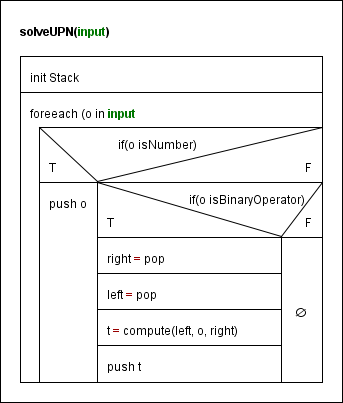 solveUPN(input)
init Stack
foreeach (o in input
if(o isNumber)
T
F
push o
if(o isBinaryOperator)
T
F
right = pop
left = pop
∅
t = compute(left, o, right)
push t